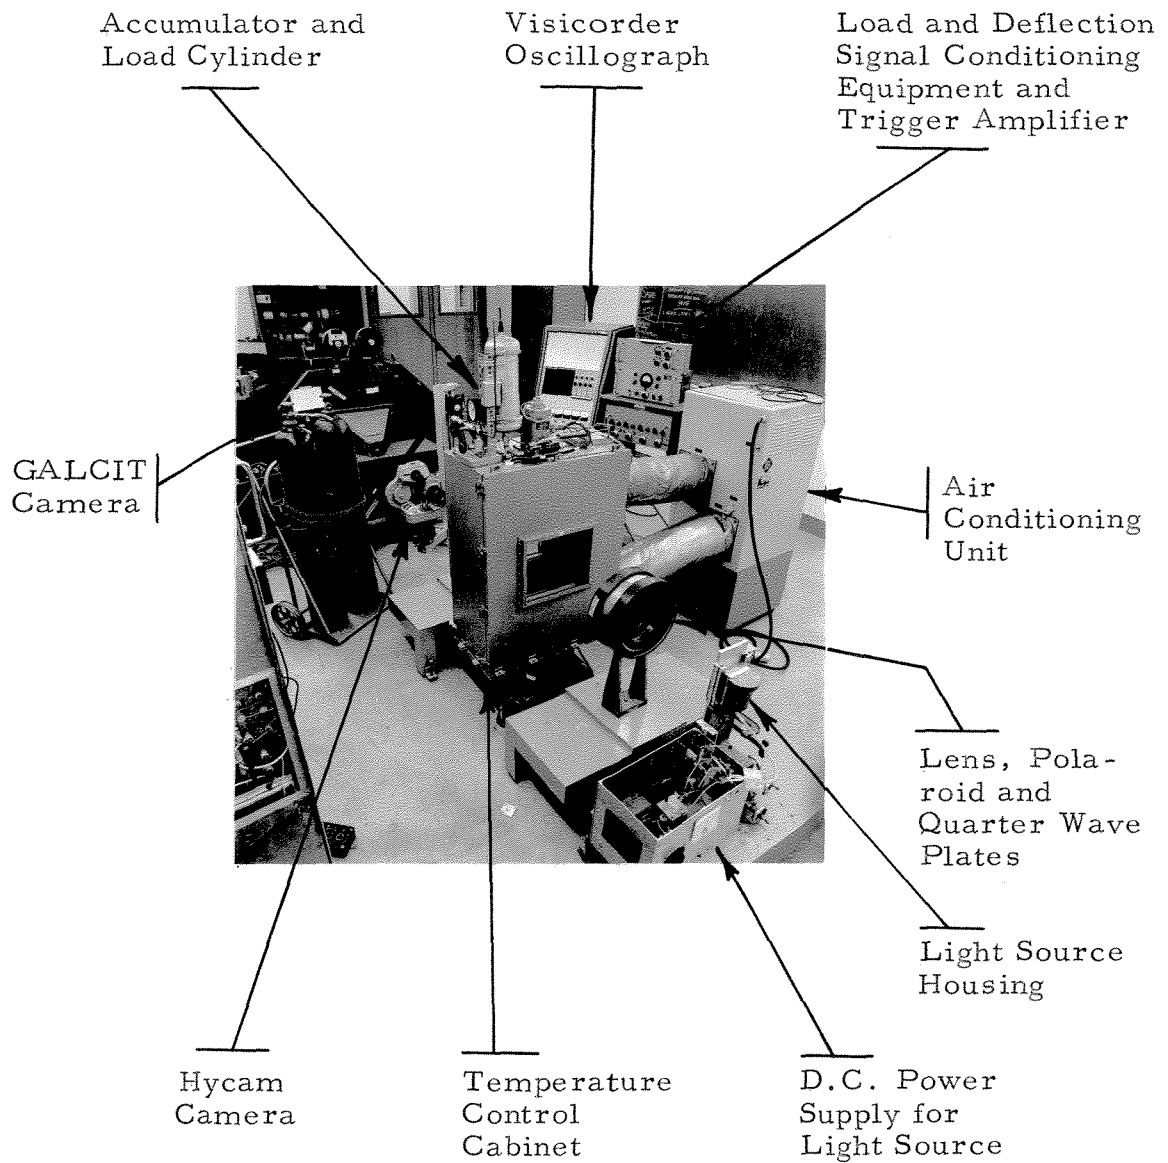 Accumulator and
Load Cylinder
Visicorder
Oscillograph
Load and Deflection
Signal Conditioning
Equipment and
Trigger Amplifier
GALCIT
Camera
Air
Conditioning
Unit
Lens, Pola-
roid and
Quarter Wave
Plates
Light Source
Housing
Hycam
Camera
Temperature
Control
Cabinet
D.C. Power
Supply for
Light Source